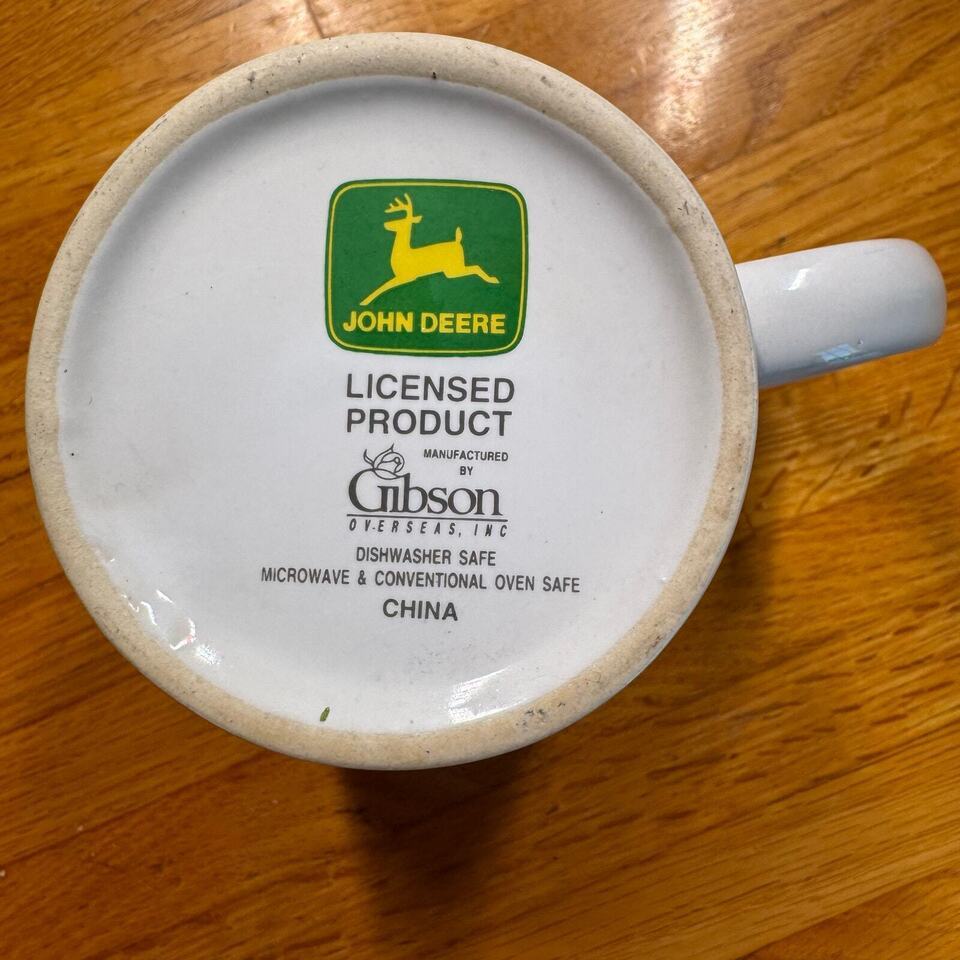 JOHN DEERE
LICENSED
PRODUCT
MANUFACTURED
BY
Gibson
OVERSEAS, INC
DISHWASHER SAFE
MICROWAVE & CONVENTIONAL OVEN SAFE
CHINA